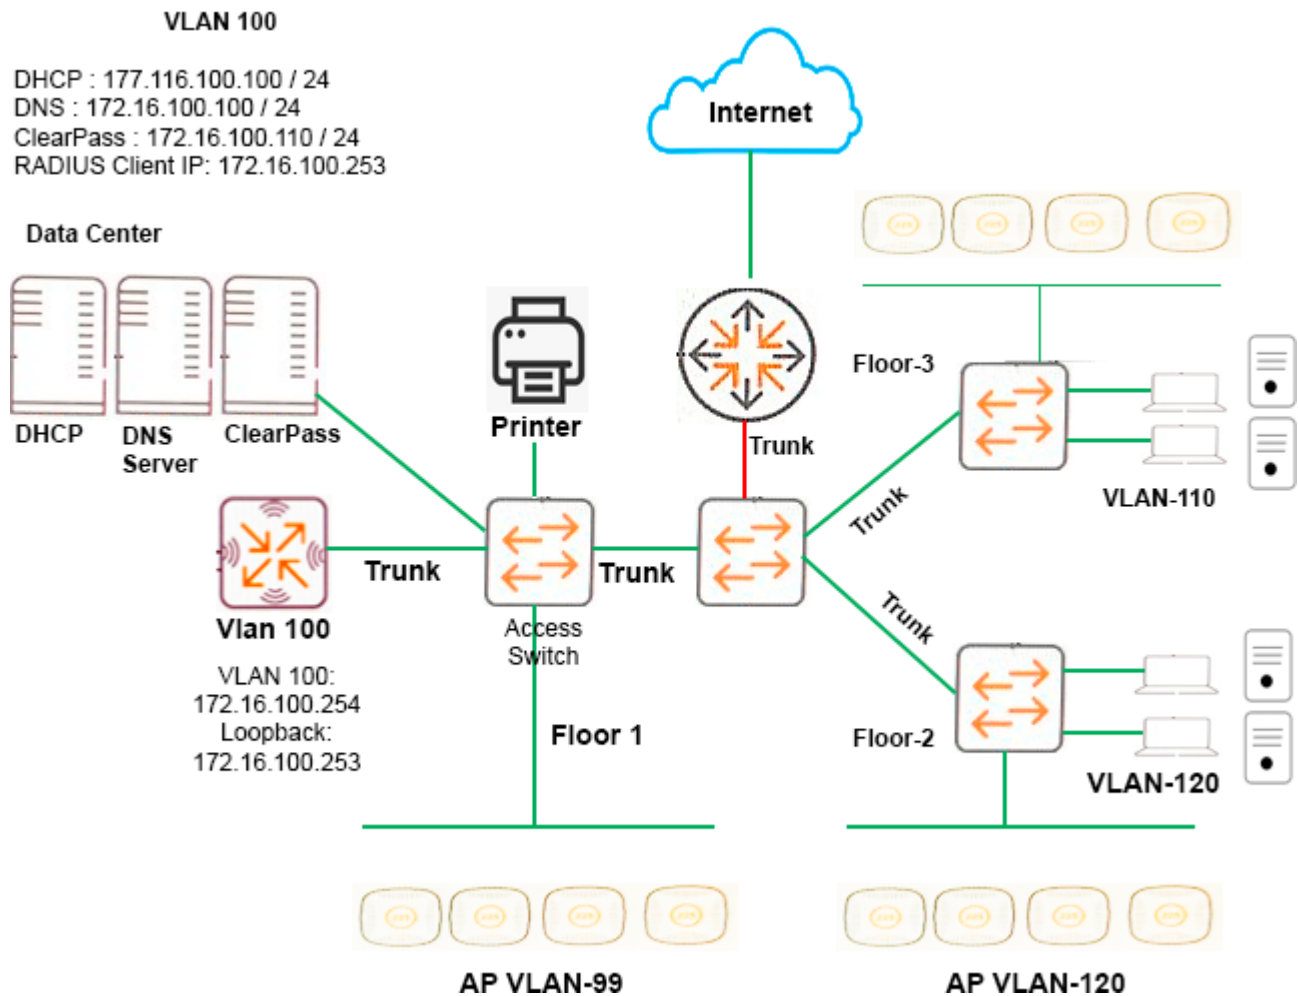 VLAN 100
DHCP : 177.116.100.100 / 24
DNS : 172.16.100.100 / 24
ClearPass : 172.16.100.110 / 24
RADIUS Client IP: 172.16.100.253
Internet
Data Center
DHCP
DNS
Server
ClearPass
Printer
Trunk
Floor-3
VLAN-110
Trunk
Trunk
Trunk
Trunk
Vlan 100
VLAN 100:
172.16.100.254
Loopback:
172.16.100.253
Access
Switch
Floor 1
Floor-2
VLAN-120
AP VLAN-99
AP VLAN-120